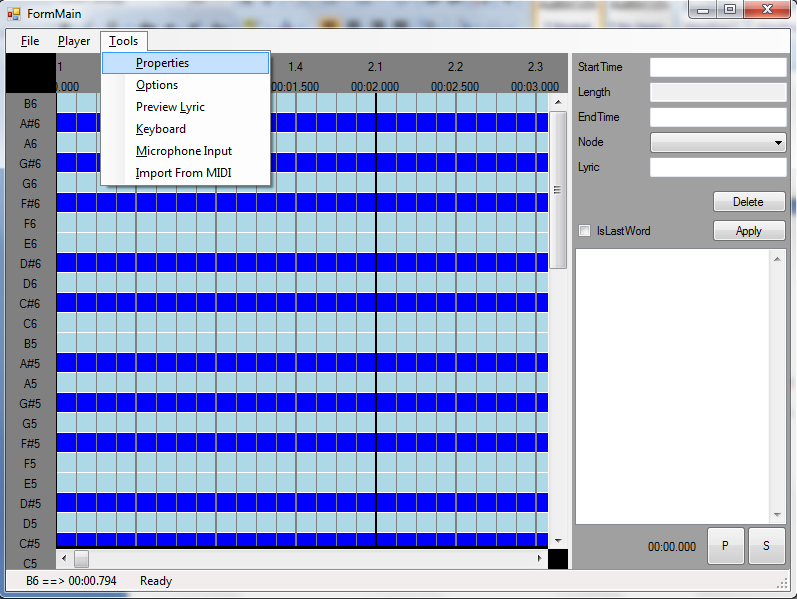 FormMain
File Player Tools
Properties
Options
Preview Lyric
Keyboard
Microphone Input
Import From MIDI
1 1.4 2.1 2.2 2.3
0.000 00:01.500 00:02.000 00:02.500 00:03.000
B6
A#6
A6
G#6
G6
F#6
F6
E6
D#6
D6
C#6
C6
B5
A#5
A5
G#5
G5
F#5
F5
E5
D#5
D5
C#5
C5
StartTime
Length
EndTime
Node
Lyric
Delete
IsLastWord Apply
00:00.000 P S
B6 ==> 00:00.794 Ready